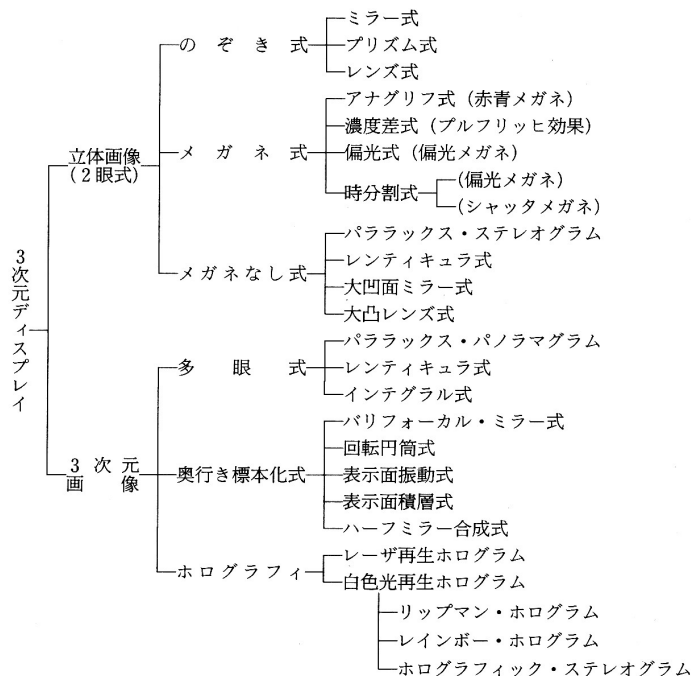 ミラー式
のぞき式
プリズム式
レンズ式
アナグリフ式(赤青メガネ)
濃度差式(プルフリッヒ効果)
立体画像
(2眼式)
メガネ式
偏光式(偏光メガネ)
時分割式
(偏光メガネ)
(シャッタメガネ)
パララックス・ステレオグラム
レンティキュラ式
メガネなし式
大凹面ミラー式
大凸レンズ式
3次元ディスプレイ
パララックス・パノラマグラム
多眼式
レンティキュラ式
インテグラル式
バリフォーカル・ミラー式
回転円筒式
3次元
画像
奥行き標本化式
表示面振動式
表示面積層式
ハーフミラー合成式
レーザ再生ホログラム
ホログラフィ
白色光再生ホログラム
リップマン・ホログラム
レインボー・ホログラム
ホログラフィック・ステレオグラム